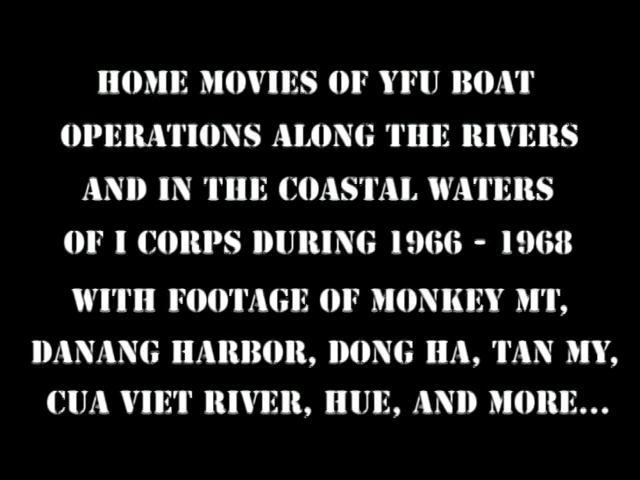 HOME MOVIES OF YFU BOAT
OPERATIONS ALONG THE RIVERS
AND IN THE COASTAL WATERS
OF I CORPS DURING 1966 - 1968
WITH FOOTAGE OF MONKEY MT,
DANANG HARBOR, DONG HA, TAN MY,
CUA VIET RIVER, HUE, AND MORE...